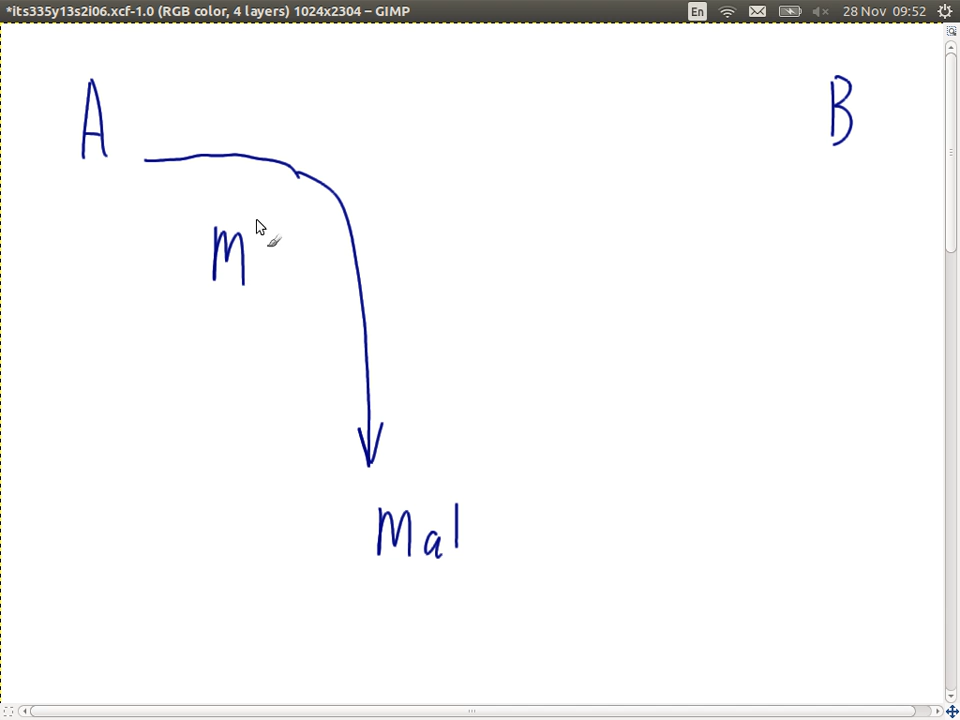 *its335y13s2i06.xcf-1.0 (RGB color, 4 layers) 1024x2304 – GIMP
En
28 Nov 09:52
A
B
M
Mal